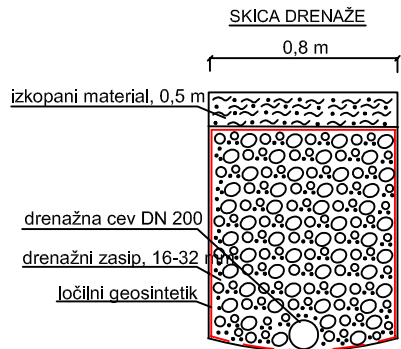 SKICA DRENAŽE
0,8 m
izkopani material, 0,5 m
drenažna cev DN 200
drenažni zasip, 16-32 mm
ločilni geosintetik